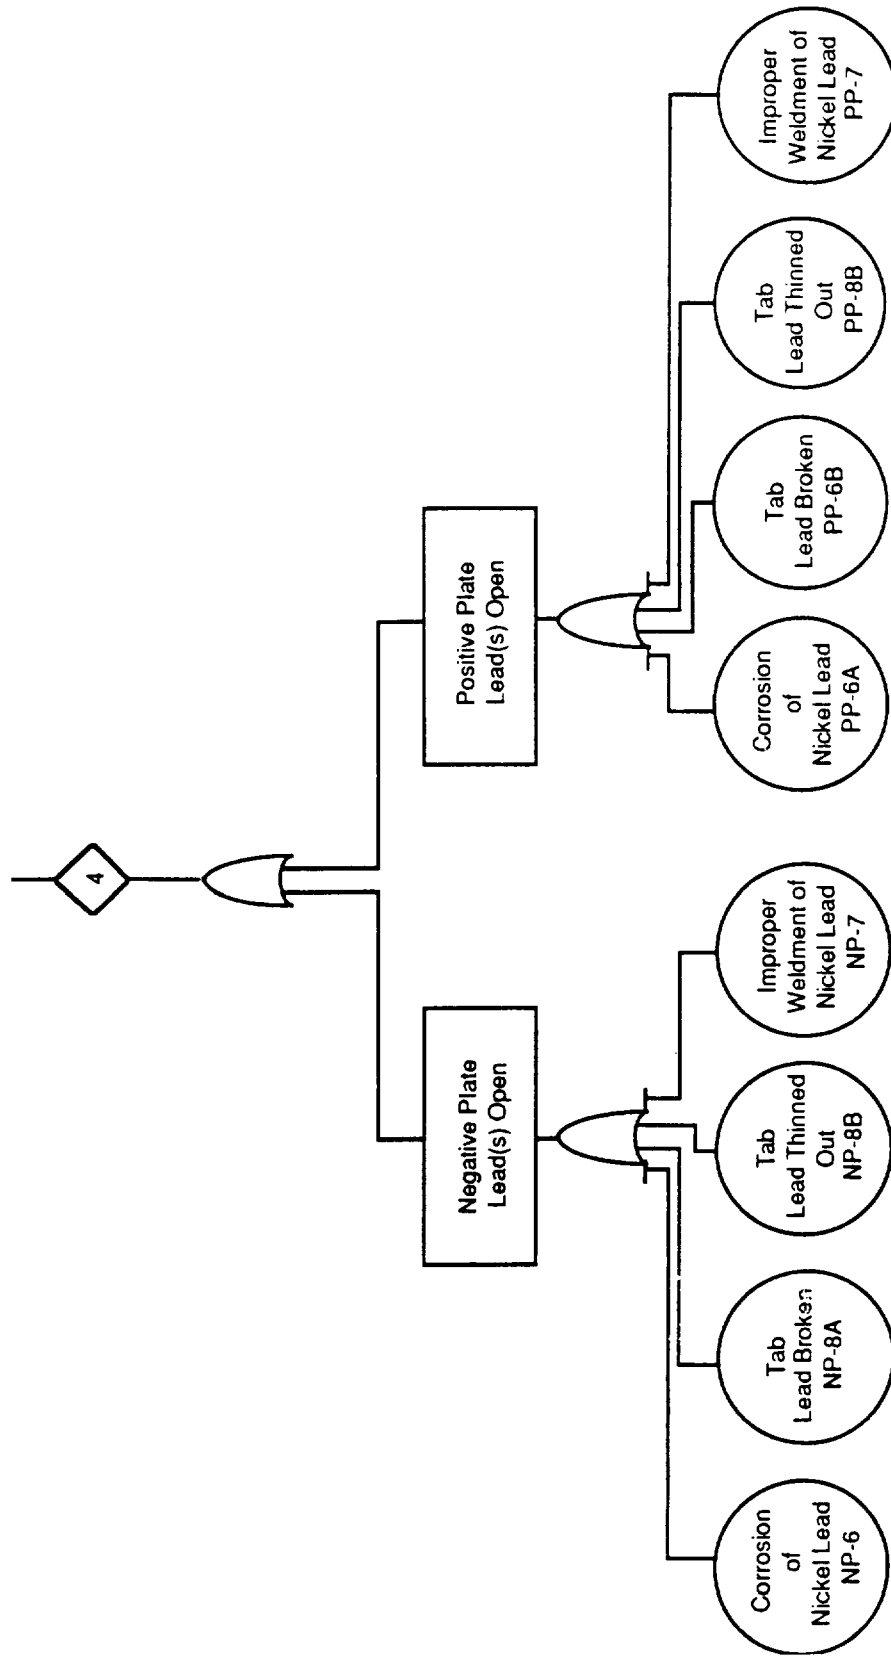 4
Negative Plate
Lead(s) Open
Positive Plate
Lead(s) Open
Corrosion
of
Nickel Lead
NP-6
Tab
Lead Broken
NP-8A
Tab
Lead Thinned
Out
NP-8B
Improper
Weldment of
Nickel Lead
NP-7
Corrosion
of
Nickel Lead
PP-6A
Tab
Lead Broken
PP-6B
Tab
Lead Thinned
Out
PP-8B
Improper
Weldment of
Nickel Lead
PP-7